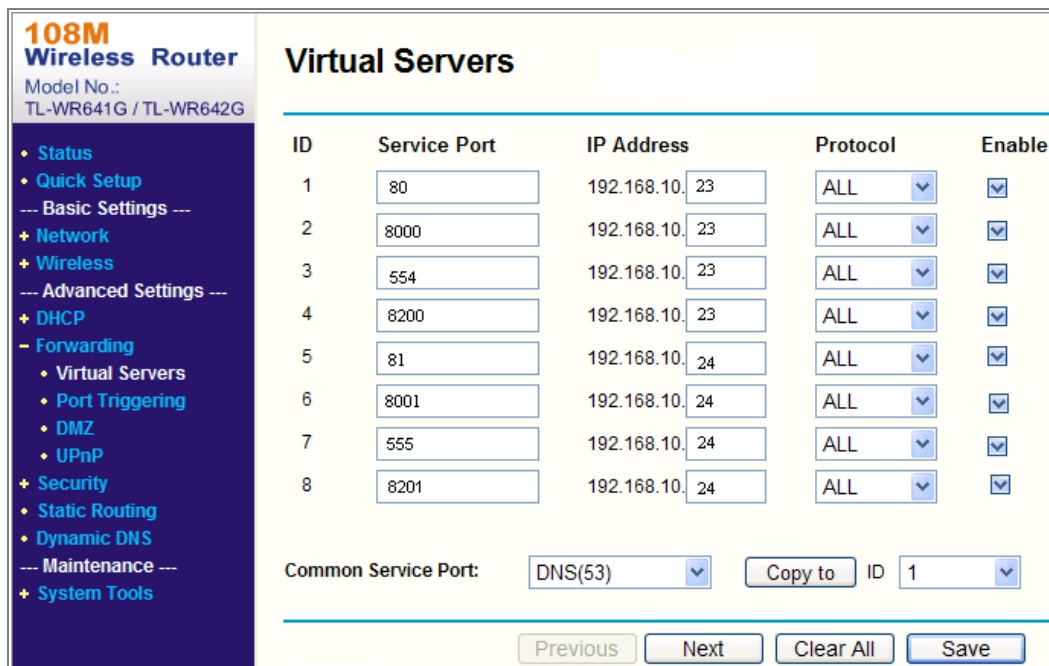 108M
Wireless Router
Model No.:
TL-WR641G / TL-WR642G
Status
Quick Setup
--- Basic Settings ---
Network
Wireless
--- Advanced Settings ---
DHCP
Forwarding
Virtual Servers
Port Triggering
DMZ
UPnP
Security
Static Routing
Dynamic DNS
--- Maintenance ---
System Tools
Virtual Servers
ID Service Port IP Address Protocol Enable
1 80 192.168.10. 23 ALL
2 8000 192.168.10. 23 ALL
3 554 192.168.10. 23 ALL
4 8200 192.168.10. 23 ALL
5 81 192.168.10. 24 ALL
6 8001 192.168.10. 24 ALL
7 555 192.168.10. 24 ALL
8 8201 192.168.10. 24 ALL
Common Service Port: DNS(53) Copy to ID 1
Previous Next Clear All Save